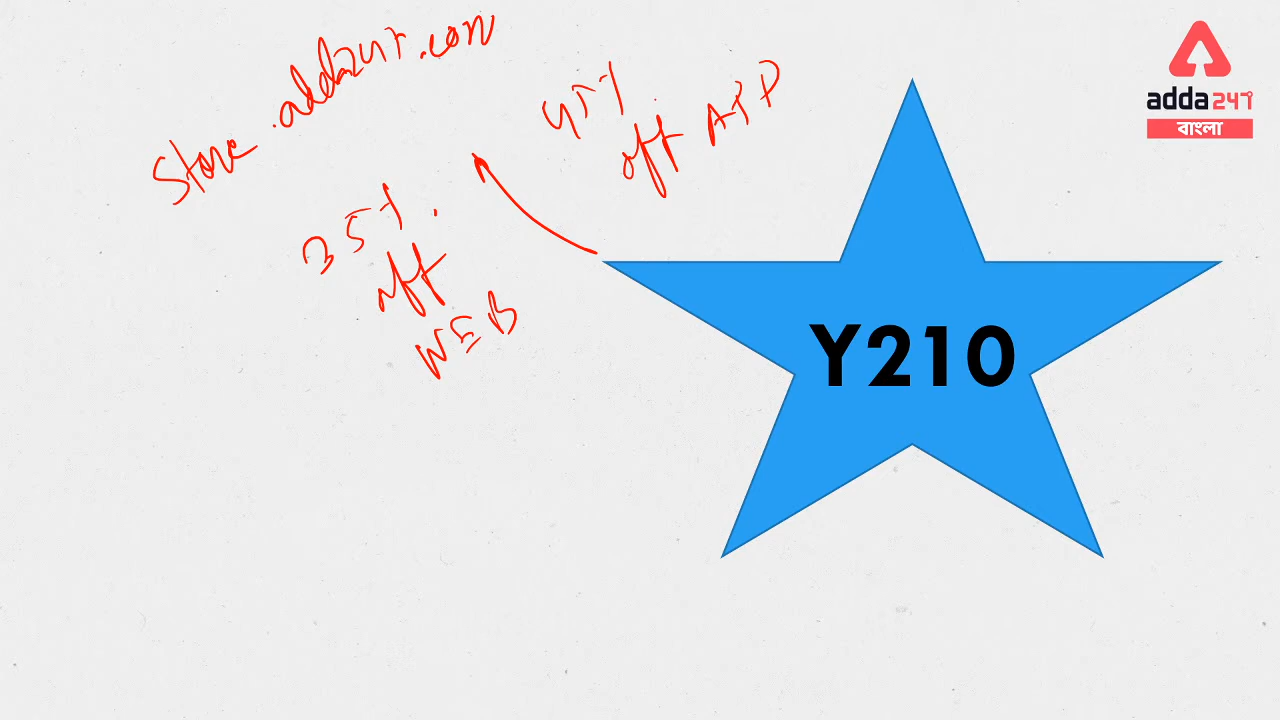 store.adda247.com
45%
off APP
35%.
off
WEB
Y210
adda247
বাংলা